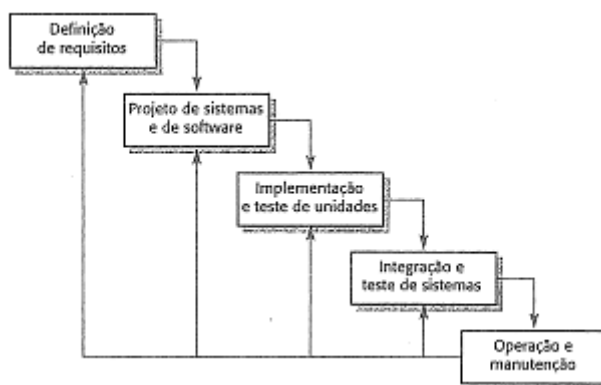 Definição
de requisitos
Projeto de sistemas
e de software
Implementação
e teste de unidades
Integração e
teste de sistemas
Operação e
manutenção